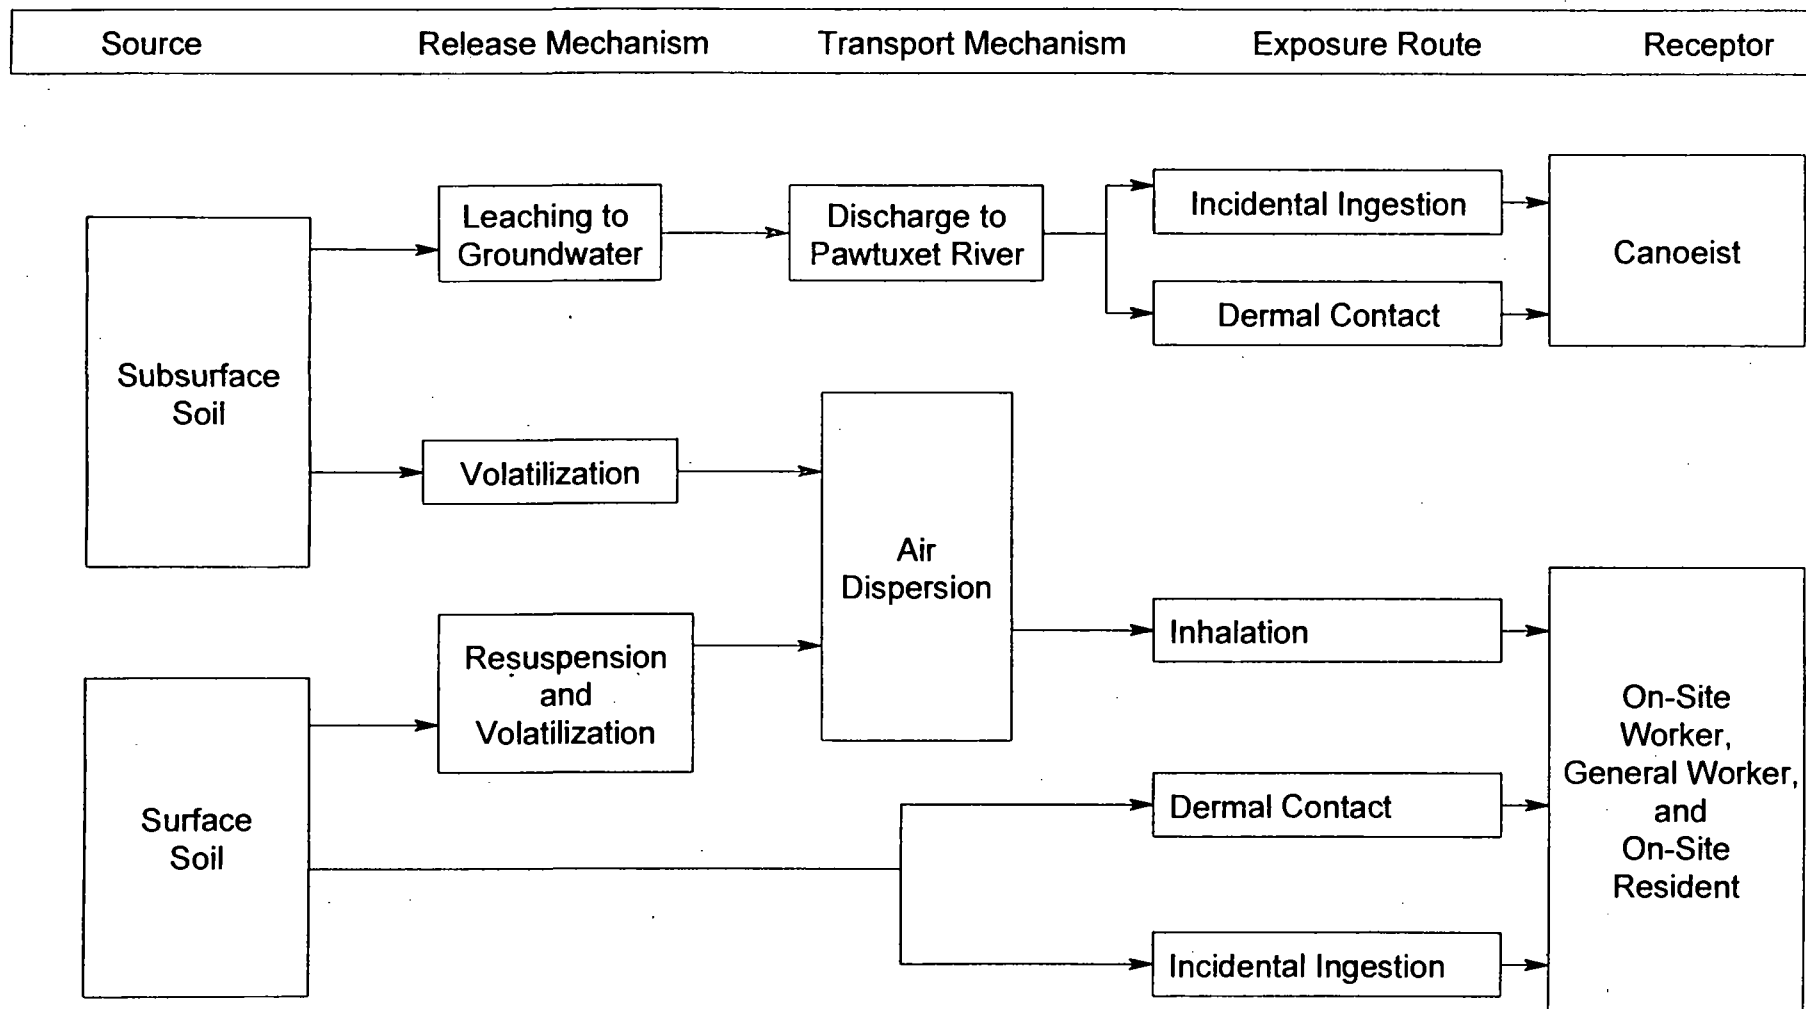 Source Release Mechanism Transport Mechanism Exposure Route Receptor
Leaching to
Groundwater
Discharge to
Pawtuxet River
Incidental Ingestion
Dermal Contact
Canoeist
Subsurface
Soil
Volatilization
Air
Dispersion
Resuspension
and
Volatilization
Inhalation
Surface
Soil
Dermal Contact
Incidental Ingestion
On-Site
Worker,
General Worker,
and
On-Site
Resident